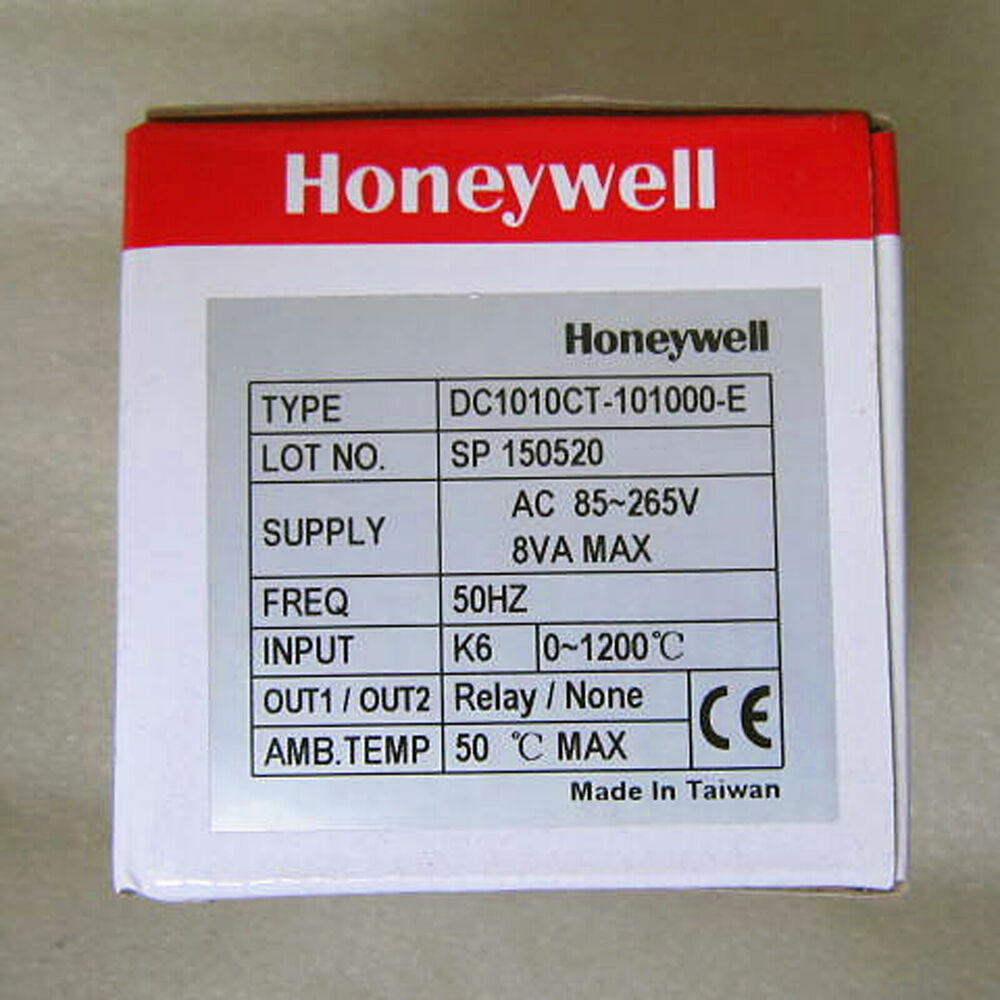 Honeywell
Honeywell
TYPE DC1010CT-101000-E
LOT NO. SP 150520
SUPPLY AC 85~265V
8VA MAX
FREQ 50HZ
INPUT K6 0~1200℃
OUT1 / OUT2 Relay / None
CE
AMB.TEMP 50 ℃ MAX
Made In Taiwan